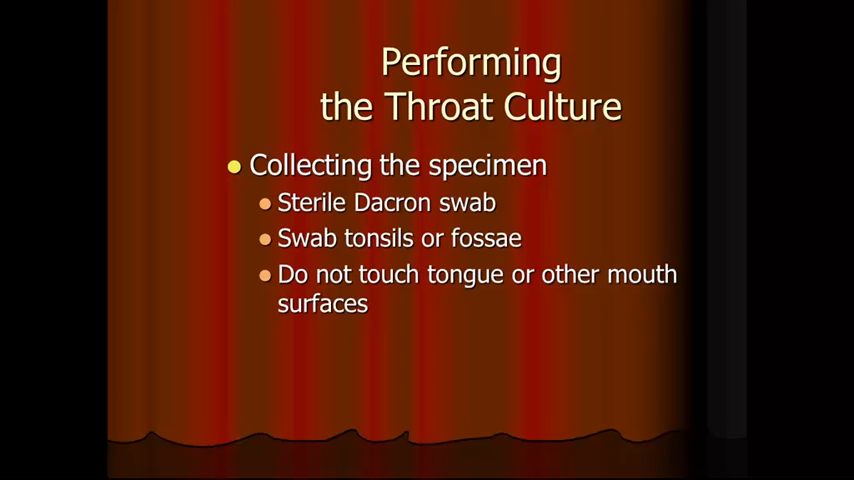 Performing
the Throat Culture
Collecting the specimen
Sterile Dacron swab
Swab tonsils or fossae
Do not touch tongue or other mouth
surfaces